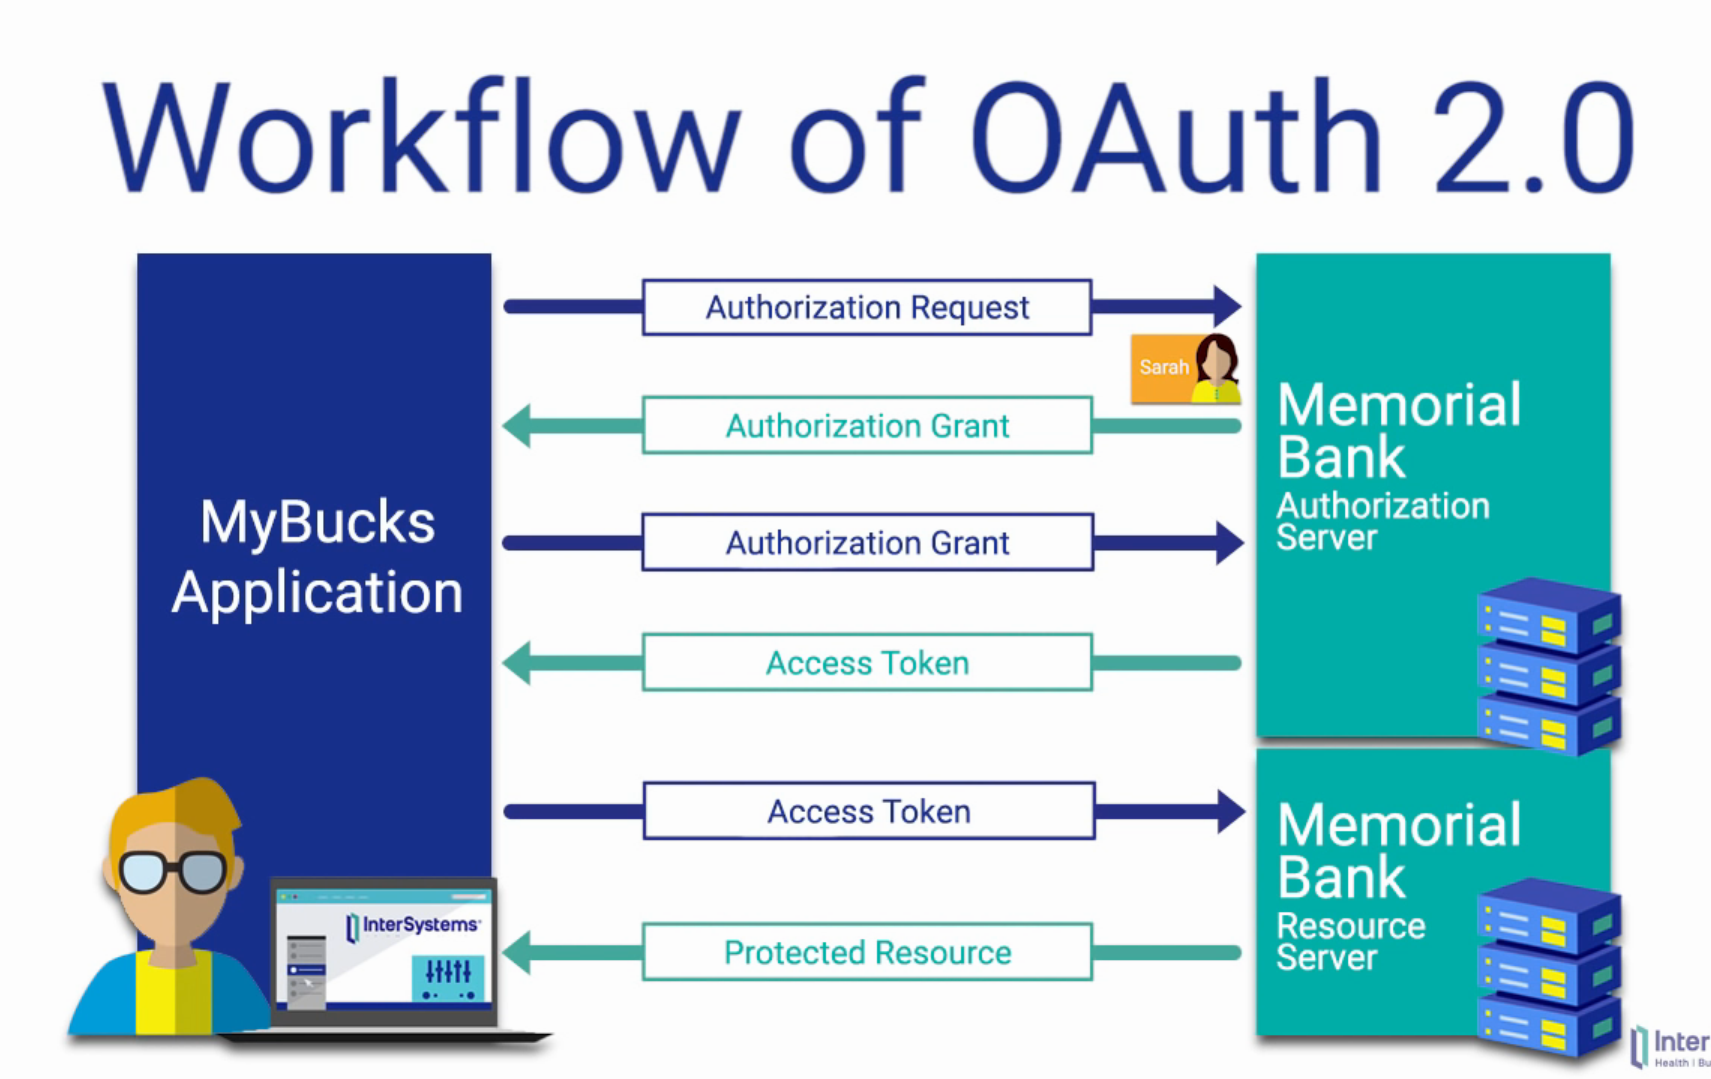 Workflow of OAuth 2.0
MyBucks
Application
Authorization Request
Sarah
Authorization Grant
Authorization Grant
Access Token
Access Token
Protected Resource
Memorial
Bank
Authorization
Server
Memorial
Bank
Resource
Server
InterSystems
Inter
Health | Bu